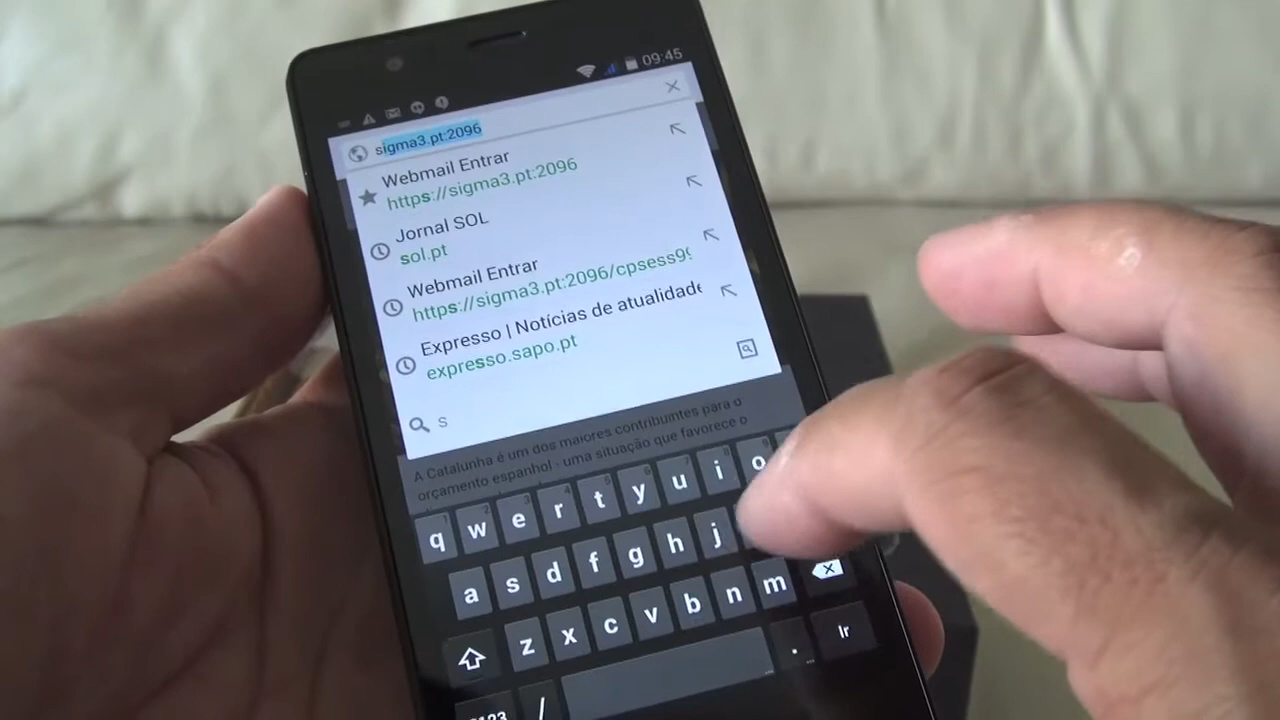 09:45
sigma3.pt:2096
Webmail Entrar
https://sigma3.pt:2096
Jornal SOL
sol.pt
Webmail Entrar
https://sigma3.pt:2096/cpsess99
Expresso | Notícias de atualidade
expresso.sapo.pt
s
A Catalunha é um dos maiores contribuintes para o
orçamento espanhol - uma situação que favorece o
q w e r t y u i o
a s d f g h j
z x c v b n m
. Ir
/